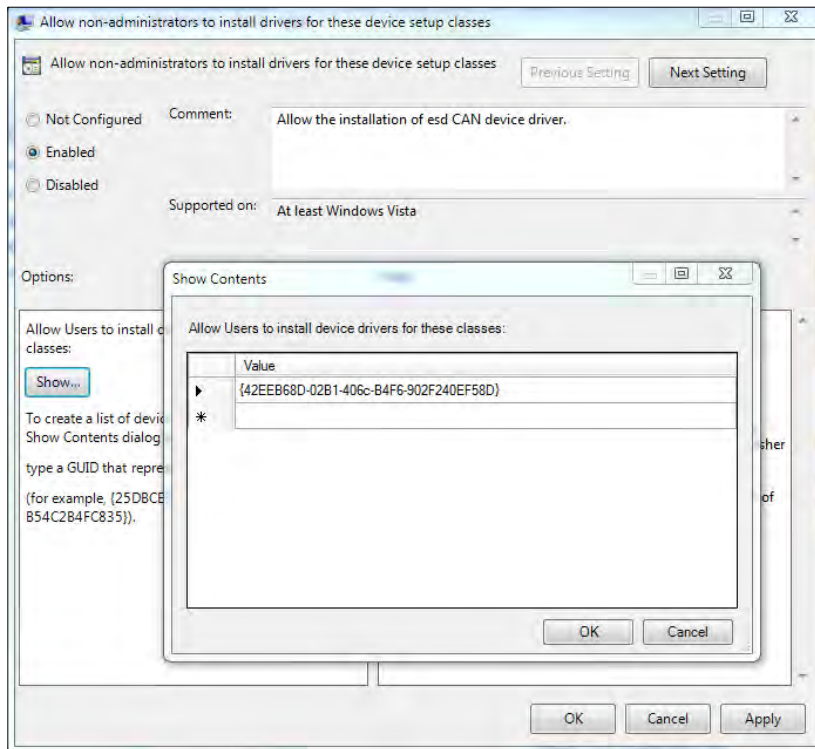 Allow non-administrators to install drivers for these device setup classes
Allow non-administrators to install drivers for these device setup classes
Previous Setting
Next Setting
Not Configured
Comment:
Allow the installation of esd CAN device driver.
Enabled
Disabled
Supported on:
At least Windows Vista
Options:
Show Contents
Allow Users to install d
classes:
Allow Users to install device drivers for these classes:
Value
Show...
{42EEB68D-02B1-406c-B4F6-902F240EF58D}
To create a list of devic
Show Contents dialog
sher
type a GUID that repre
(for example, {25DBCE
of
B54C2B4FC835}).
OK
Cancel
OK
Cancel
Apply